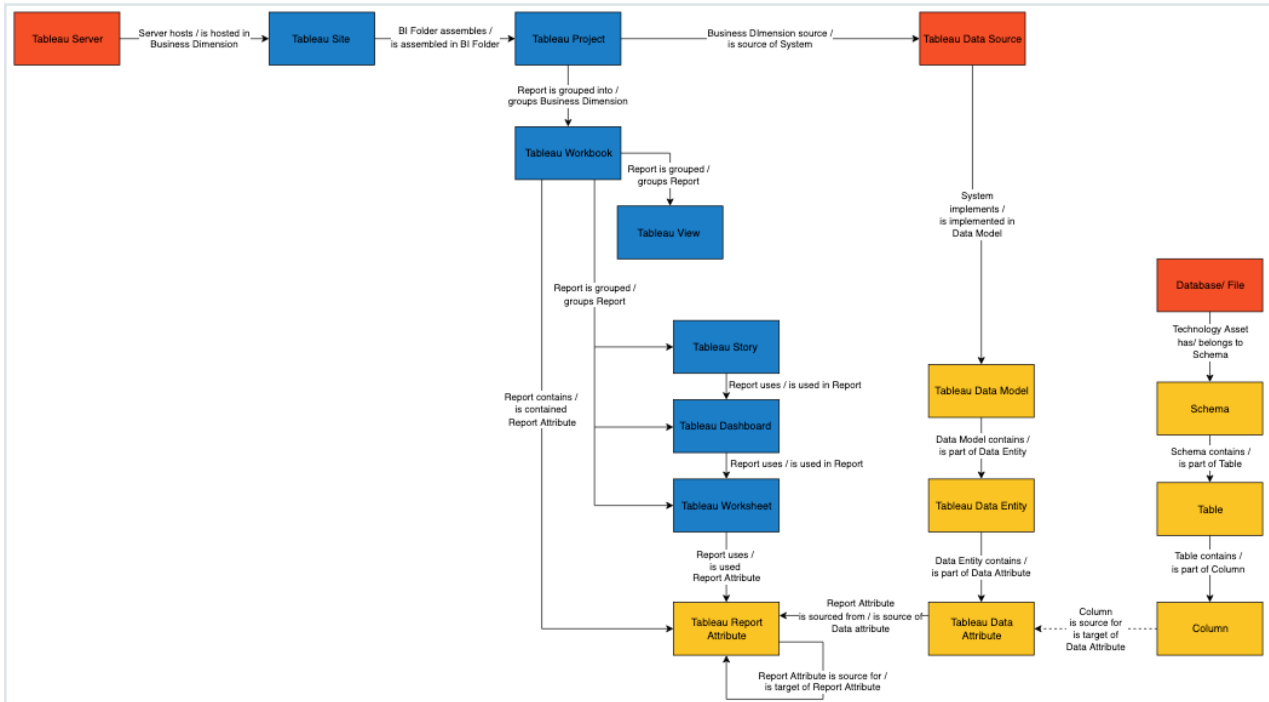 Tableau Server
Server hosts / is hosted in
Business Dimension
Tableau Site
BI Folder assembles /
is assembled in BI Folder
Tableau Project
Business DImension source /
is source of System
Tableau Data Source
Report is grouped into /
groups Business Dimension
Tableau Workbook
Report is grouped /
groups Report
Tableau View
System
implements /
is implemented in
Data Model
Report is grouped /
groups Report
Database/ File
Technology Asset
has/ belongs to
Schema
Tableau Story
Report uses / is used in Report
Tableau Data Model
Schema
Report contains /
is contained
Report Attribute
Tableau Dashboard
Data Model contains /
is part of Data Entity
Schema contains /
is part of Table
Report uses / is used in Report
Tableau Worksheet
Tableau Data Entity
Table
Report uses /
is used
Report Attribute
Data Entity contains /
is part of Data Attribute
Table contains /
is part of Column
Tableau Report
Attribute
Report Attribute
is sourced from / is source of
Data attribute
Tableau Data
Attribute
Column
is source for
is target of
Data Attribute
Column
Report Attribute is source for /
is target of Report Attribute